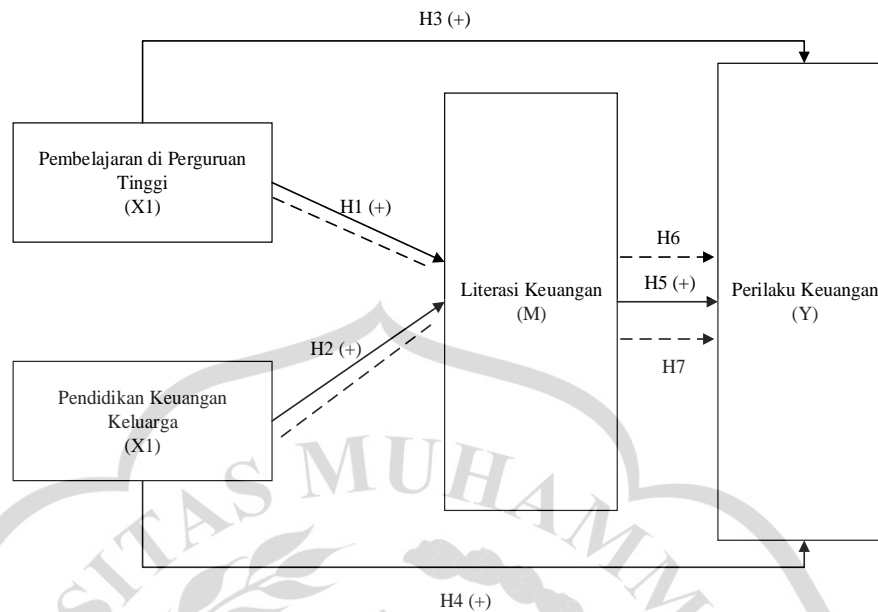 H3 (+)
Pembelajaran di Perguruan
Tinggi
(X1)
H1 (+)
H6
Literasi Keuangan
(M)
H5 (+)
Perilaku Keuangan
(Y)
H2 (+)
H7
Pendidikan Keuangan
Keluarga
(X1)
SITAS MUHAMM
H4 (+)